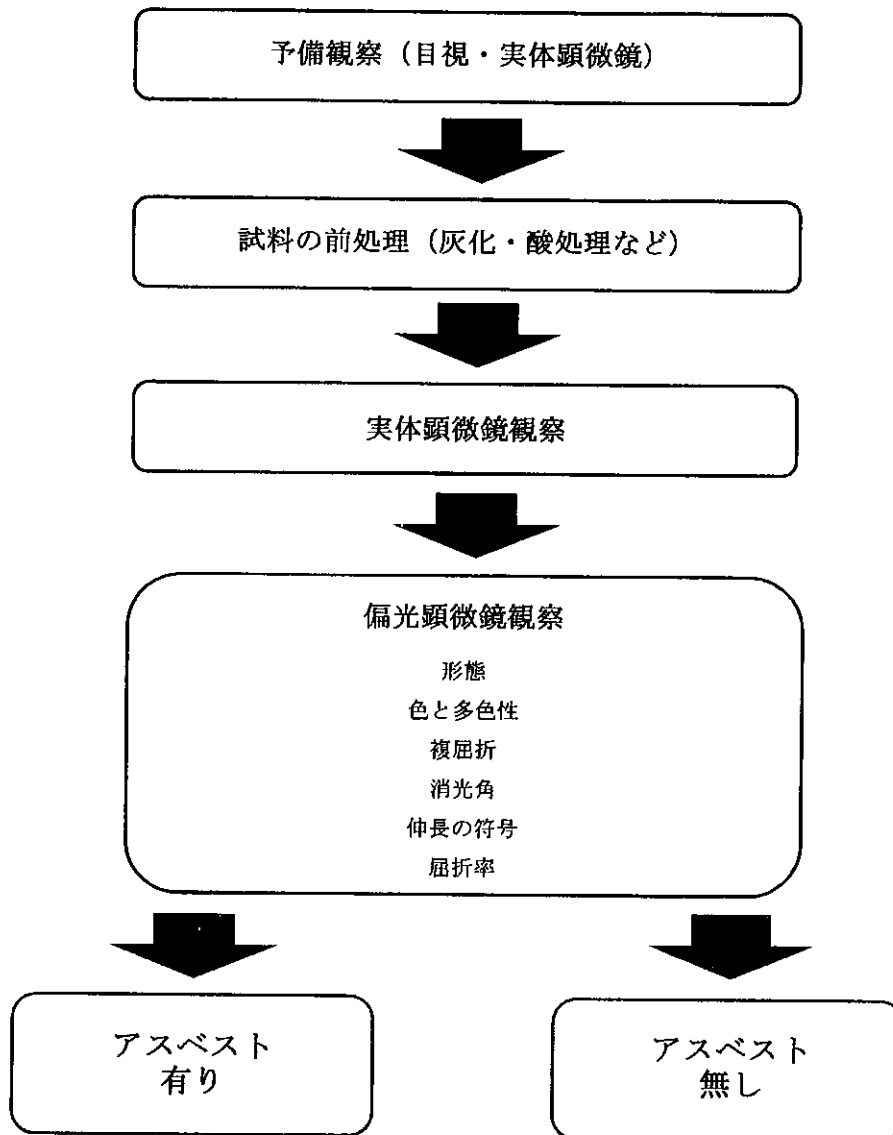 予備観察（目視・実体顕微鏡）
試料の前処理（灰化・酸処理など）
実体顕微鏡観察
偏光顕微鏡観察
形態
色と多色性
複屈折
消光角
伸長の符号
屈折率
アスベスト
有り
アスベスト
無し